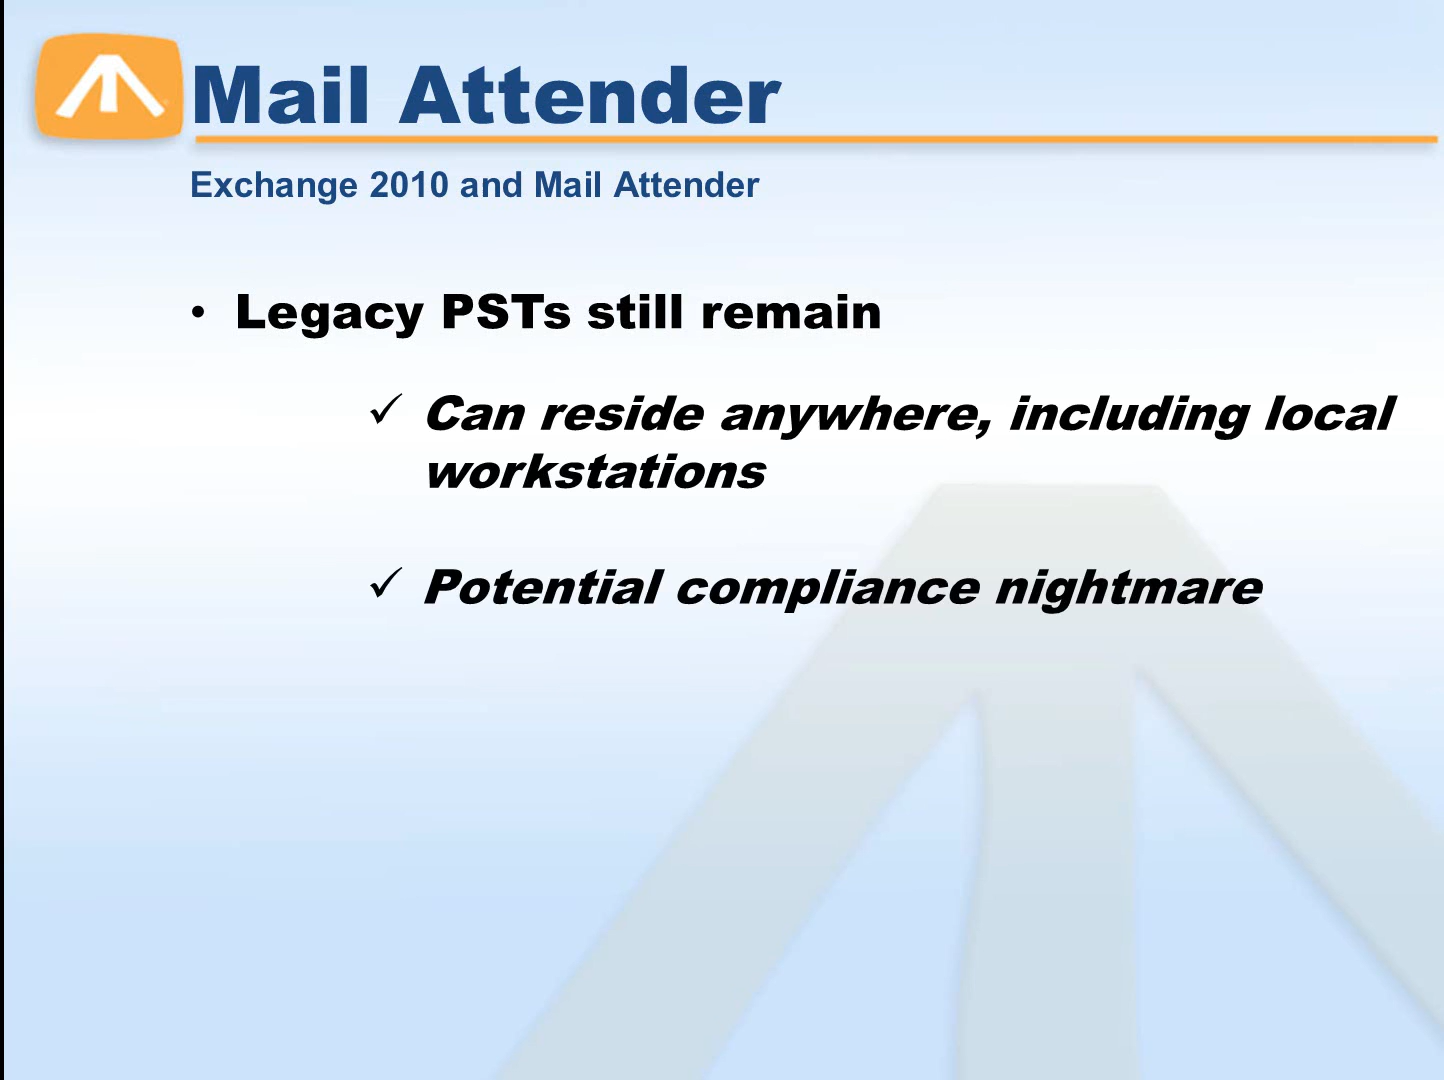 Mail Attender
Exchange 2010 and Mail Attender
• Legacy PSTs still remain
✓ Can reside anywhere, including local
workstations
✓ Potential compliance nightmare